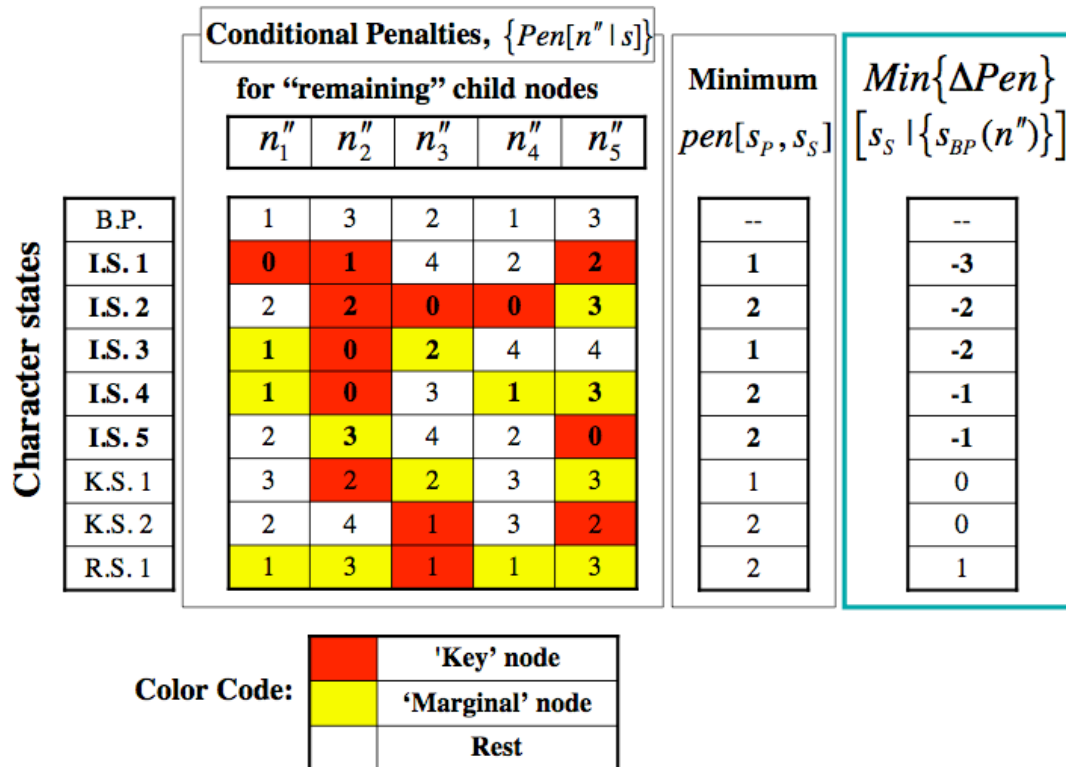 Conditional Penalties, {Pen[n″ | s]}
for “remaining” child nodes
n″₁ n″₂ n″₃ n″₄ n″₅
Minimum
pen[s_P, s_S]
Min{ΔPen}
[s_S | {s_BP(n″)}]
Character states
B.P. 1 3 2 1 3 -- --
I.S. 1 0 1 4 2 2 1 -3
I.S. 2 2 2 0 0 3 2 -2
I.S. 3 1 0 2 4 4 1 -2
I.S. 4 1 0 3 1 3 2 -1
I.S. 5 2 3 4 2 0 2 -1
K.S. 1 3 2 2 3 3 1 0
K.S. 2 2 4 1 3 2 2 0
R.S. 1 1 3 1 1 3 2 1
Color Code:
'Key’ node
‘Marginal’ node
Rest